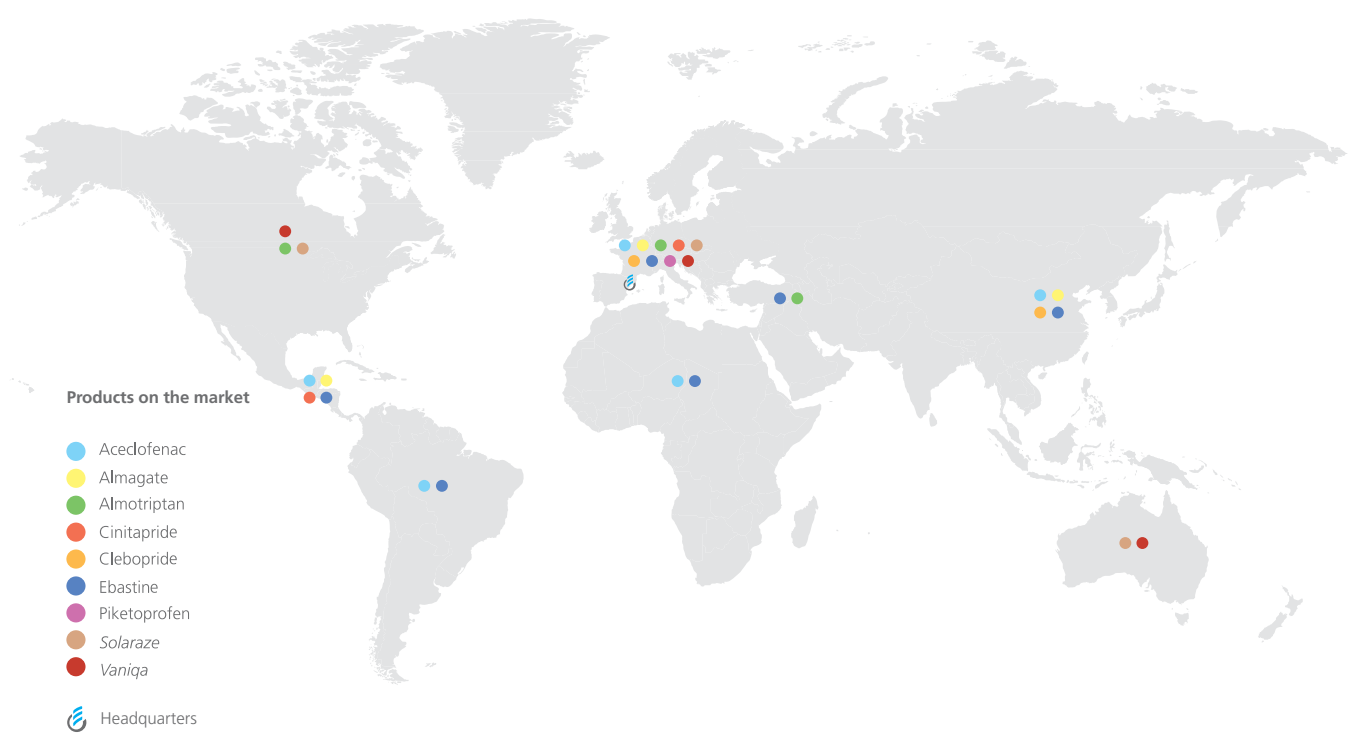 Products on the market
Aceclofenac
Almagate
Almotriptan
Cinitapride
Clebopride
Ebastine
Piketoprofen
Solaraze
Vaniqa
Headquarters